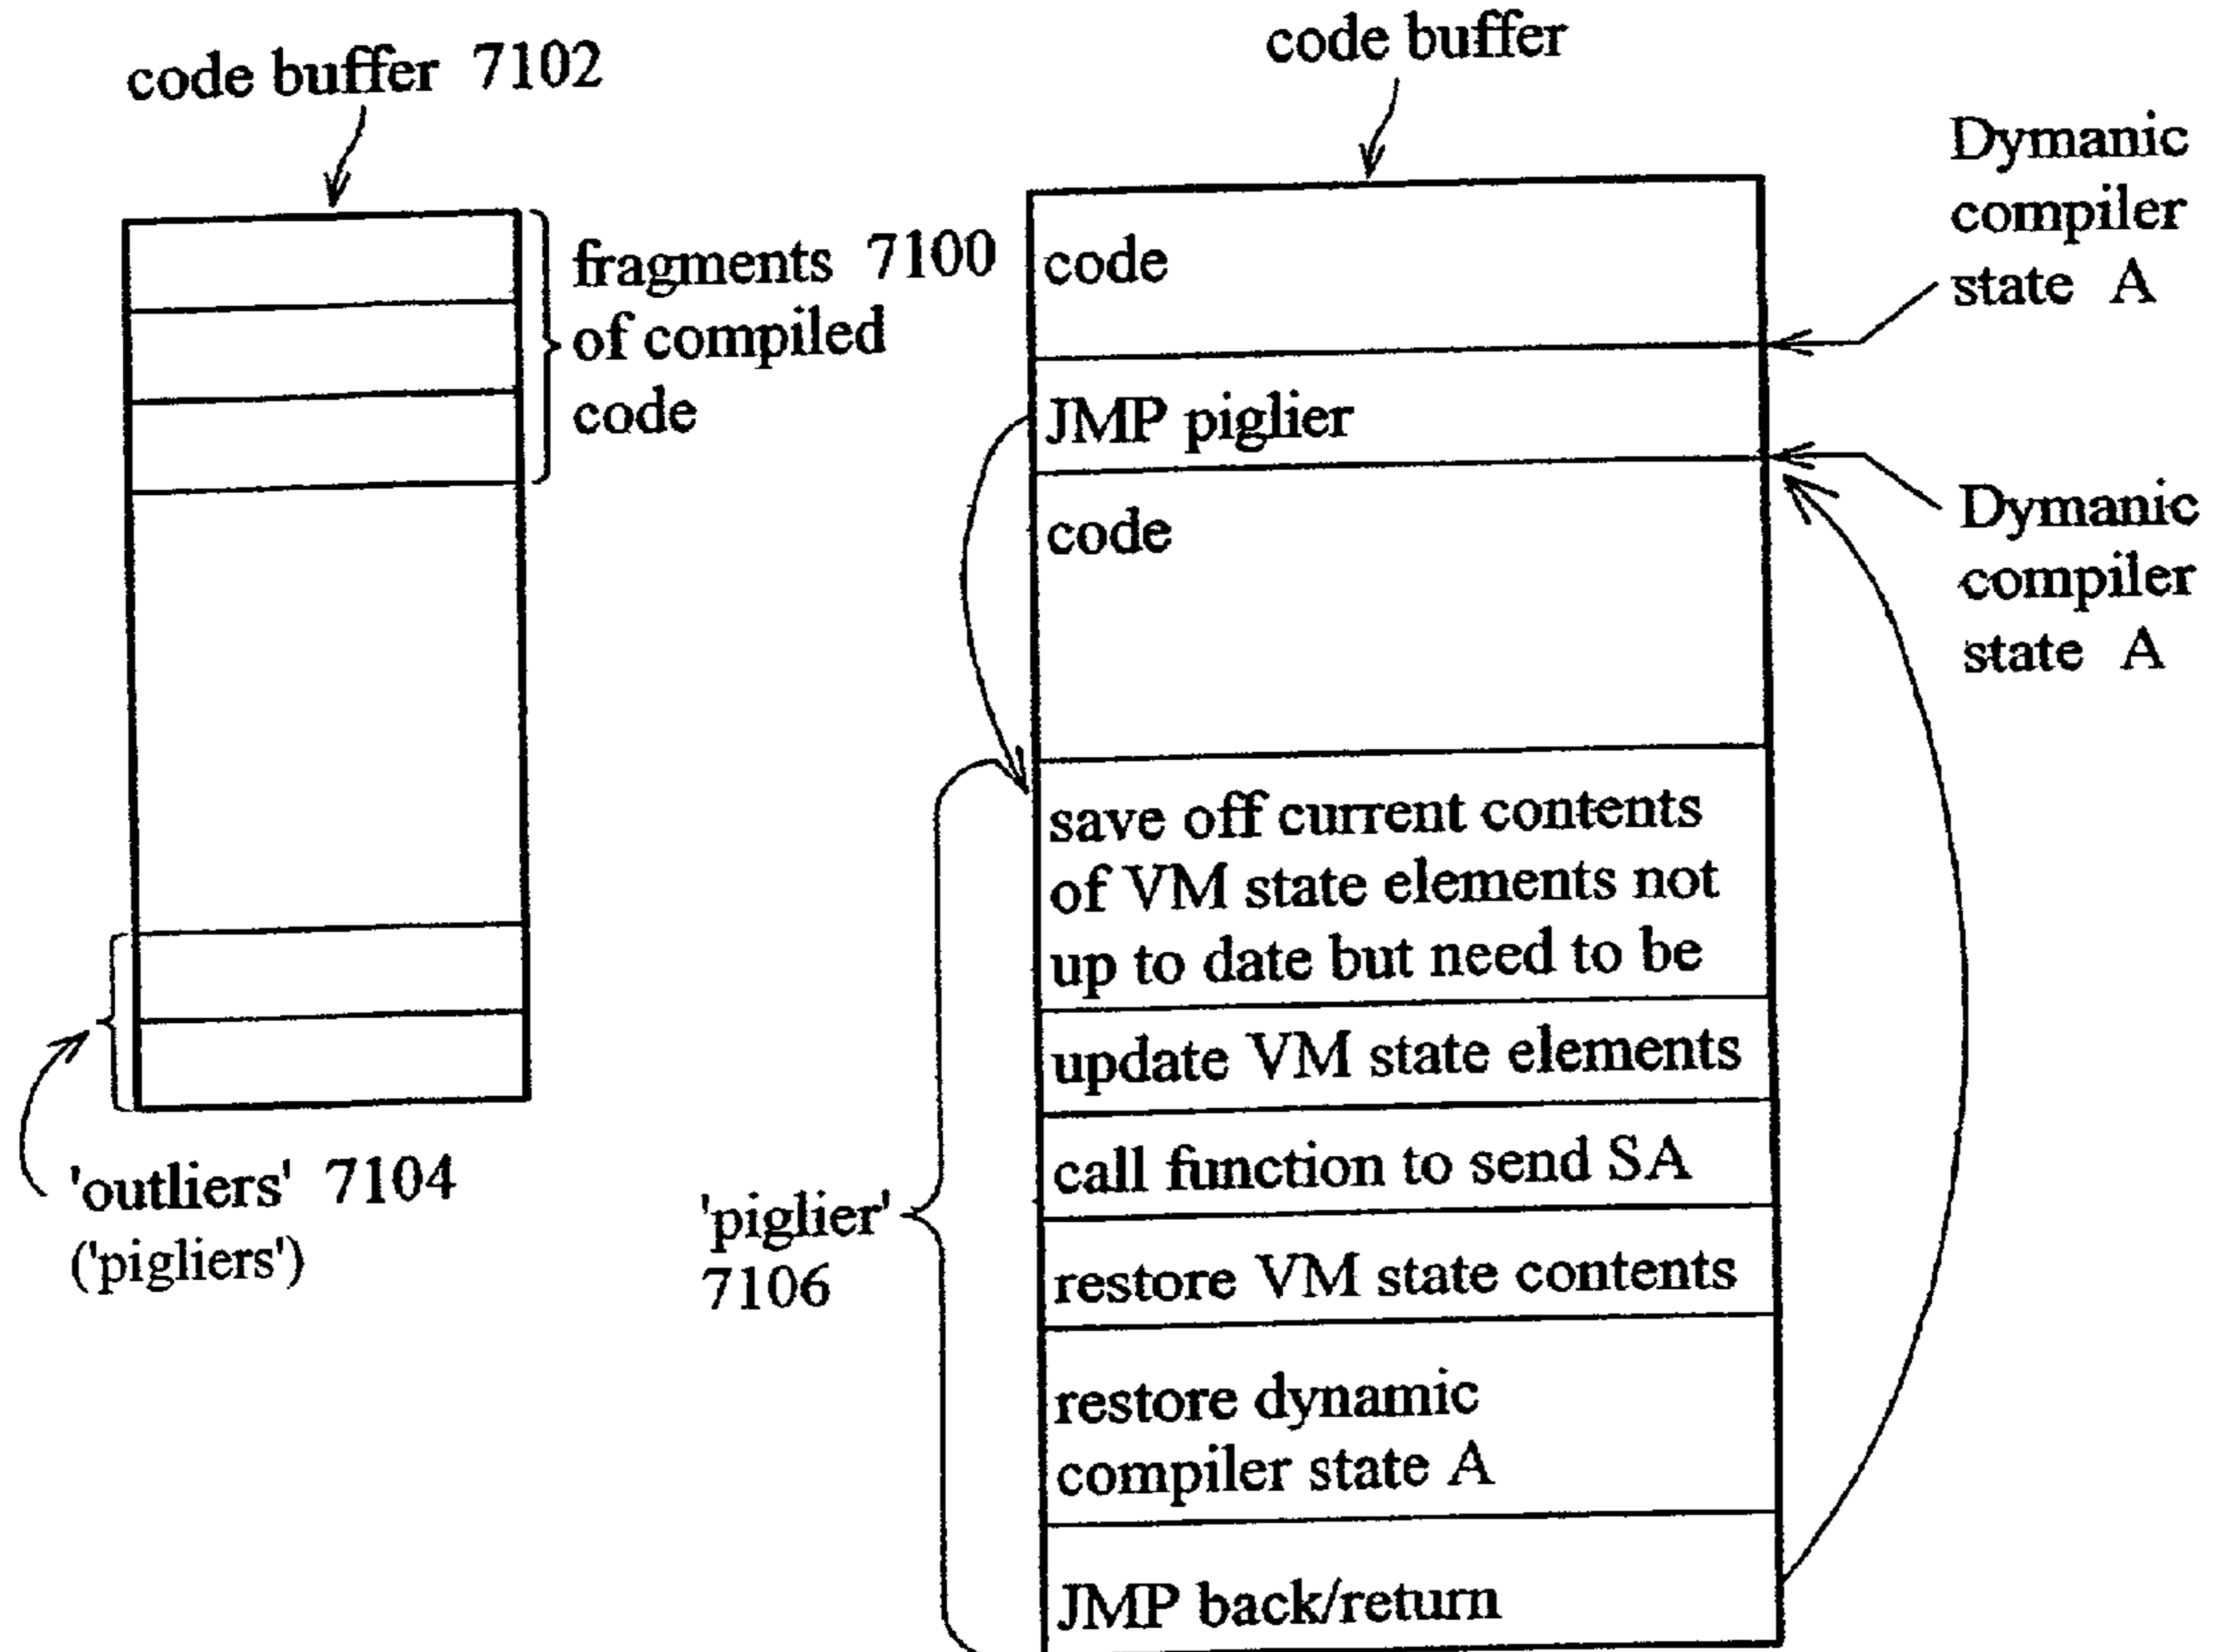 code buffer 7102
fragments 7100
of compiled
code
'outliers' 7104
('pigliers')
code buffer
code
JMP piglier
code
Dymanic
compiler
state A
Dymanic
compiler
state A
save off current contents
of VM state elements not
up to date but need to be
update VM state elements
call function to send SA
restore VM state contents
restore dynamic
compiler state A
JMP back/return
'piglier'
7106